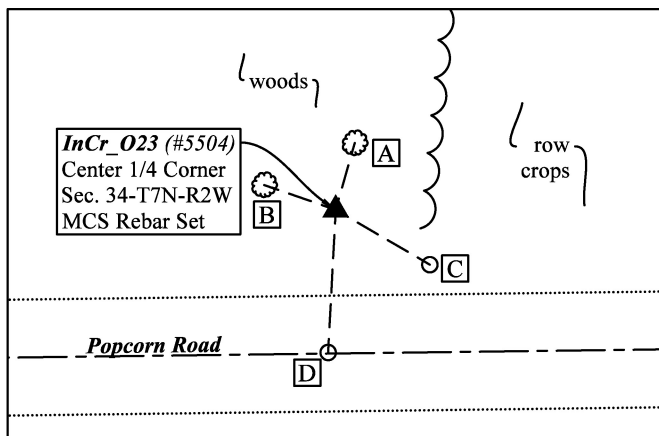 woods
row
crops
InCr_O23 (#5504)
Center 1/4 Corner
Sec. 34-T7N-R2W
MCS Rebar Set
A
B
C
Popcorn Road
D